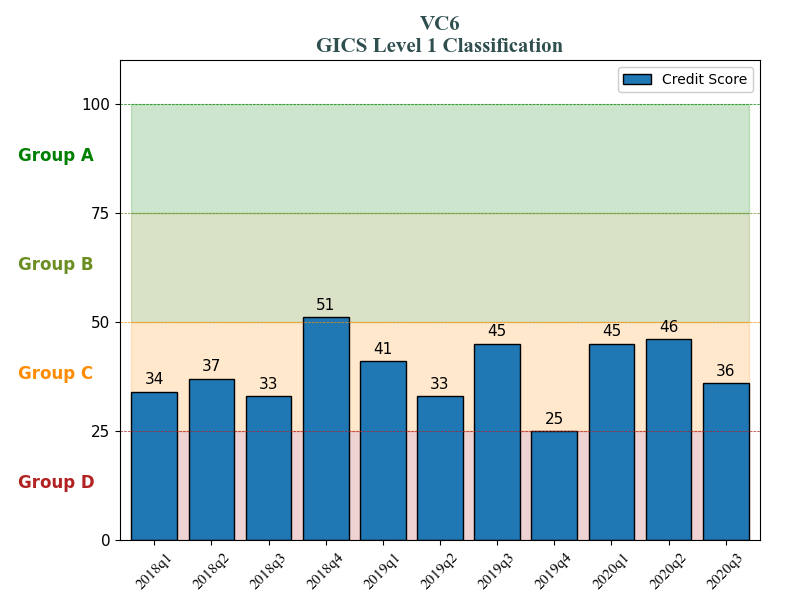 VC6
GICS Level 1 Classification
Credit Score
100
Group A
75
Group B
50
Group C
25
Group D
0
34
37
33
51
41
33
45
25
45
46
36
2018q1
2018q2
2018q3
2018q4
2019q1
2019q2
2019q3
2019q4
2020q1
2020q2
2020q3